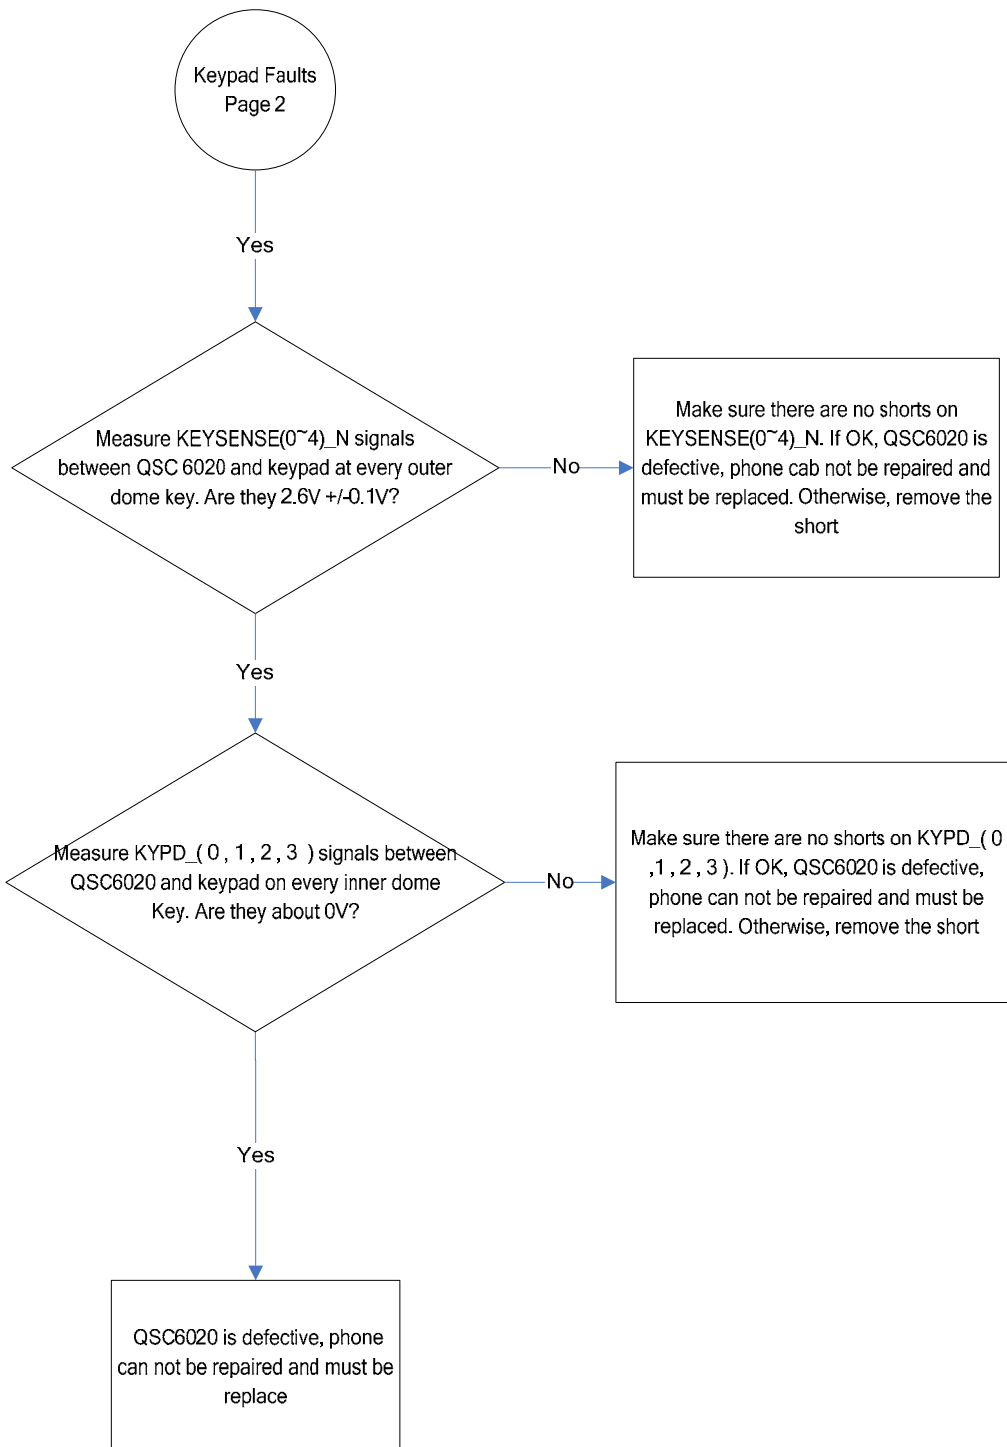 Keypad Faults
Page 2
Yes
Measure KEYSENSE(0~4)_N signals
between QSC 6020 and keypad at every outer
dome key. Are they 2.6V +/-0.1V?
No
Make sure there are no shorts on
KEYSENSE(0~4)_N. If OK, QSC6020 is
defective, phone cab not be repaired and
must be replaced. Otherwise, remove the
short
Yes
Measure KYPD_( 0 , 1 , 2 , 3 ) signals between
QSC6020 and keypad on every inner dome
Key. Are they about 0V?
No
Make sure there are no shorts on KYPD_( 0
,1 , 2 , 3 ). If OK, QSC6020 is defective,
phone can not be repaired and must be
replaced. Otherwise, remove the short
Yes
QSC6020 is defective, phone
can not be repaired and must be
replace